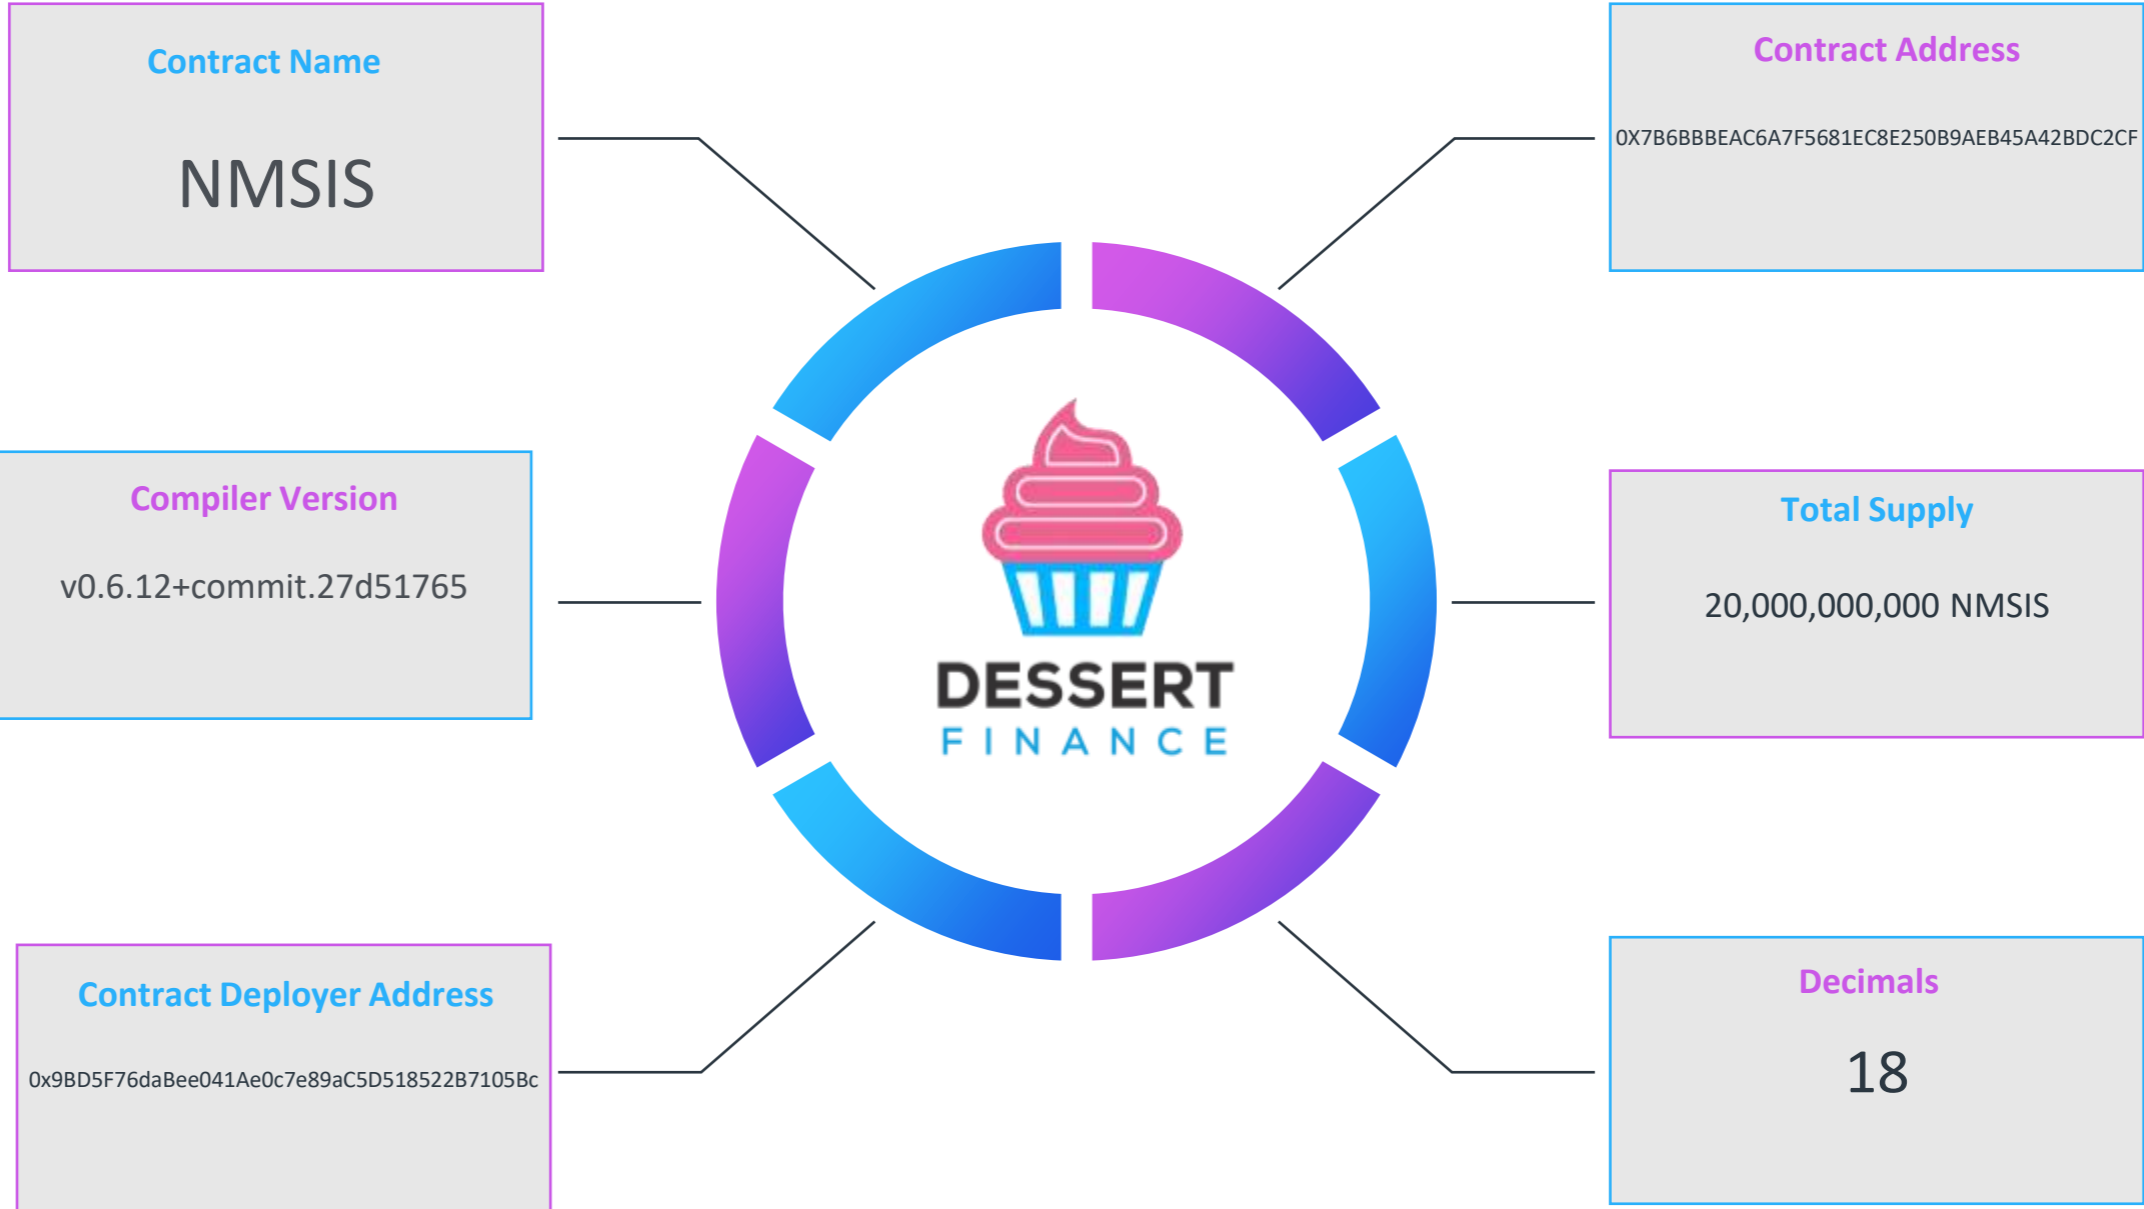 Contract Name
NMSIS
Contract Address
0X7B6BBBEAC6A7F5681EC8E250B9AEB45A42BDC2CF
Compiler Version
v0.6.12+commit.27d51765
DESSERT
FINANCE
Total Supply
20,000,000,000 NMSIS
Contract Deployer Address
0x9BD5F76daBee041Ae0c7e89aC5D518522B7105Bc
Decimals
18